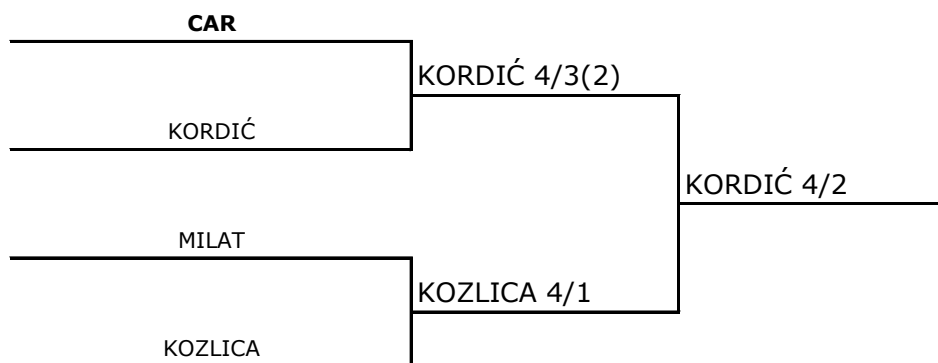 CAR
KORDIĆ 4/3(2)
KORDIĆ
KORDIĆ 4/2
MILAT
KOZLICA 4/1
KOZLICA